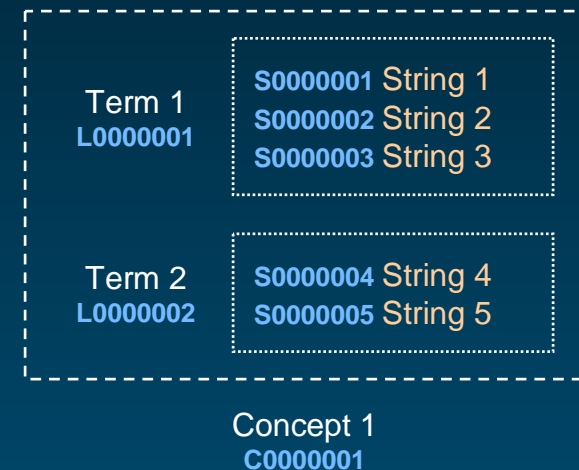 Term 1
L0000001
S0000001 String 1
S0000002 String 2
S0000003 String 3
Term 2
L0000002
S0000004 String 4
S0000005 String 5
Concept 1
C0000001